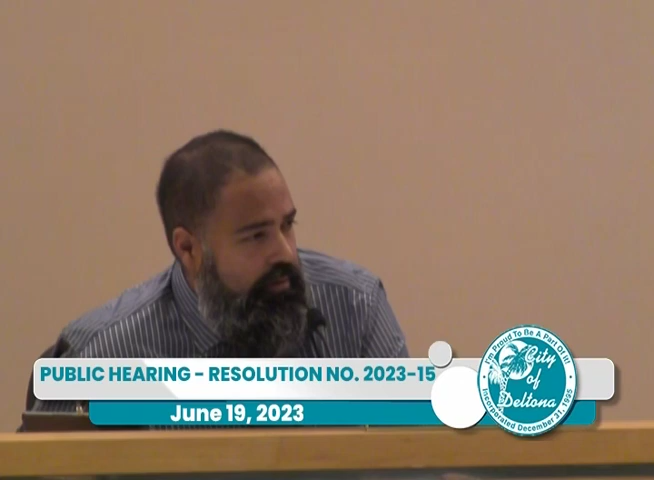 PUBLIC HEARING - RESOLUTION NO. 2023-15
June 19, 2023
I'm Proud To Be A Part Of It!
City
of
Deltona
Incorporated December 31, 1995